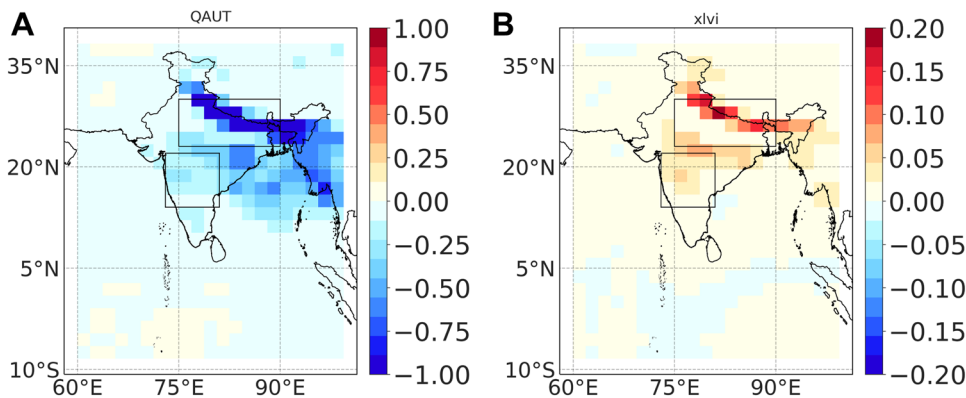 A
QAUT
35°N
20°N
5°N
10°S
60°E
75°E
90°E
1.00
0.75
0.50
0.25
0.00
−0.25
−0.50
−0.75
−1.00
B
xlvi
35°N
20°N
5°N
10°S
60°E
75°E
90°E
0.20
0.15
0.10
0.05
0.00
−0.05
−0.10
−0.15
−0.20